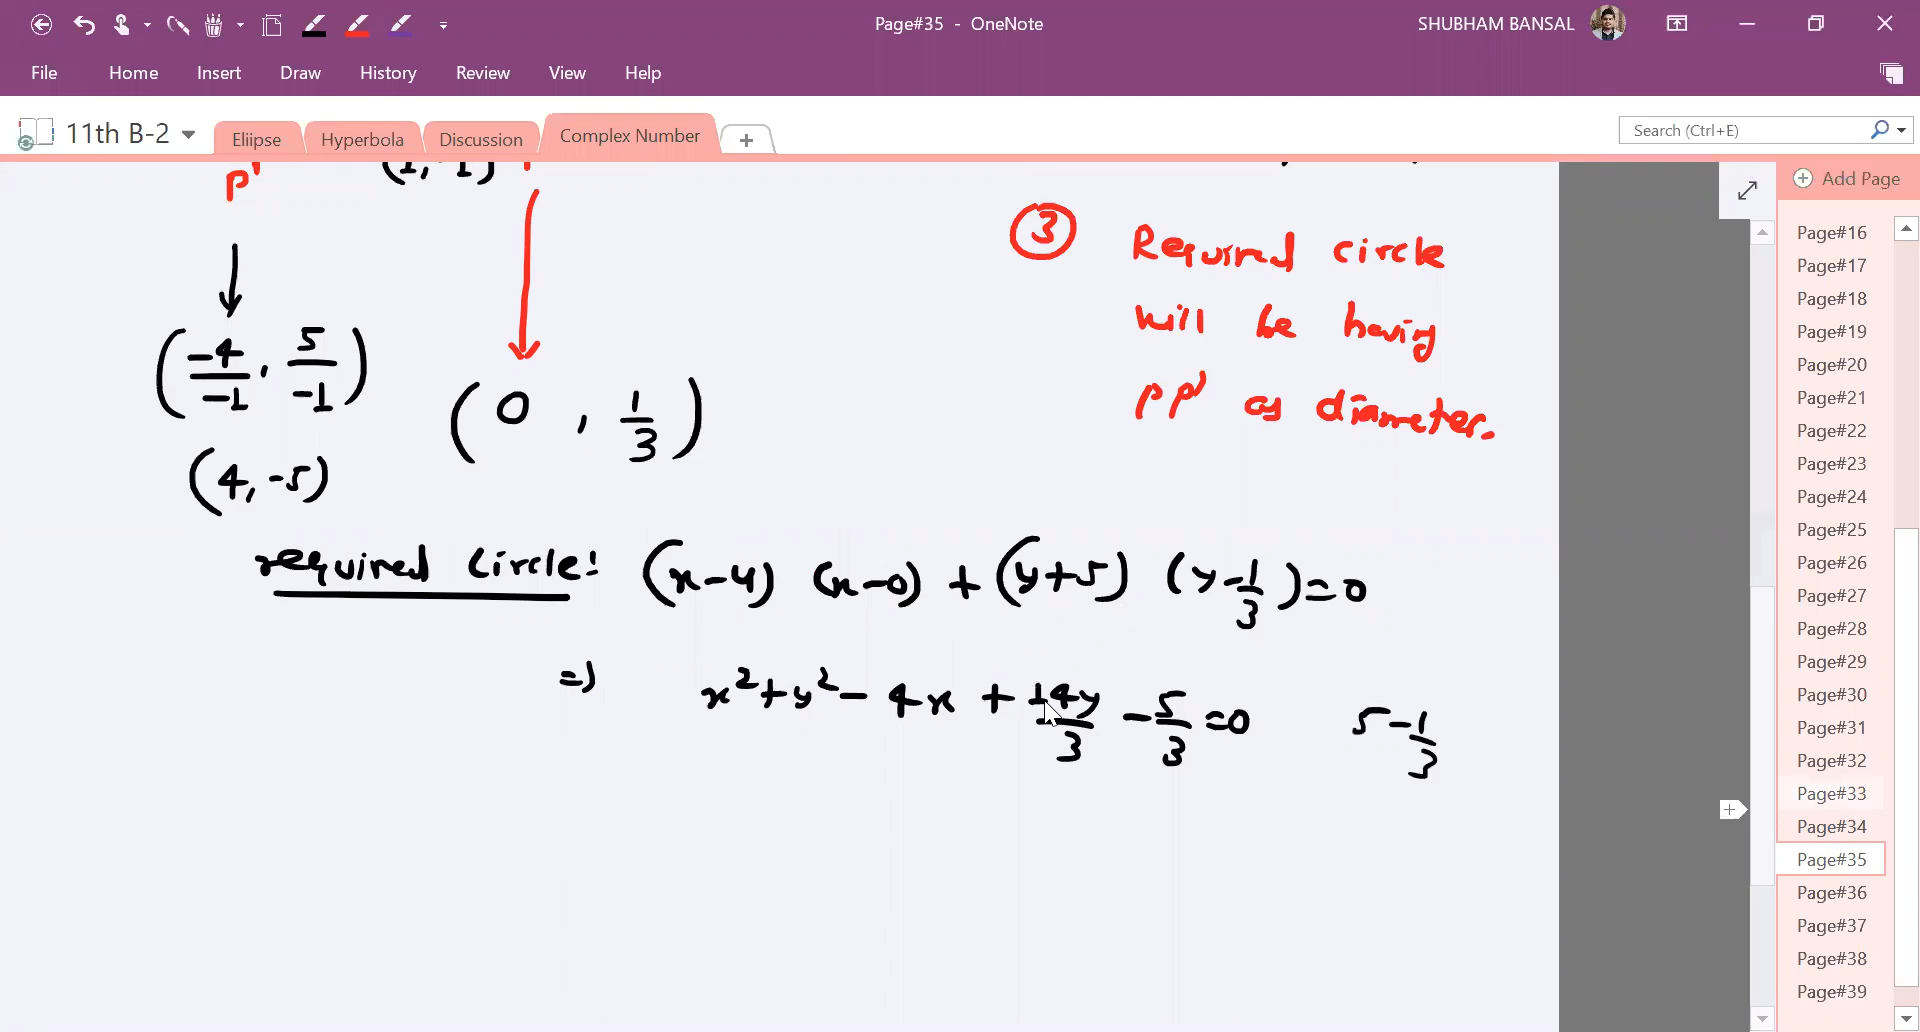 Page#35 - OneNote
SHUBHAM BANSAL
File Home Insert Draw History Review View Help
11th B-2
Eliipse
Hyperbola
Discussion
Complex Number
Search (Ctrl+E)
Add Page
Page#16
Page#17
Page#18
Page#19
Page#20
Page#21
Page#22
Page#23
Page#24
Page#25
Page#26
Page#27
Page#28
Page#29
Page#30
Page#31
Page#32
Page#33
Page#34
Page#35
Page#36
Page#37
Page#38
Page#39
p'
(1, -1)
(-4/-1, 5/-1)
(0, 1/3)
(4, -5)
③ Required circle
will be having
PP' as diameter.
required circle: (x-4) (x-0) + (y+5) (y-1/3)=0
=) x²+y²- 4x + 14y/3 - 5/3 =0
5-1/3